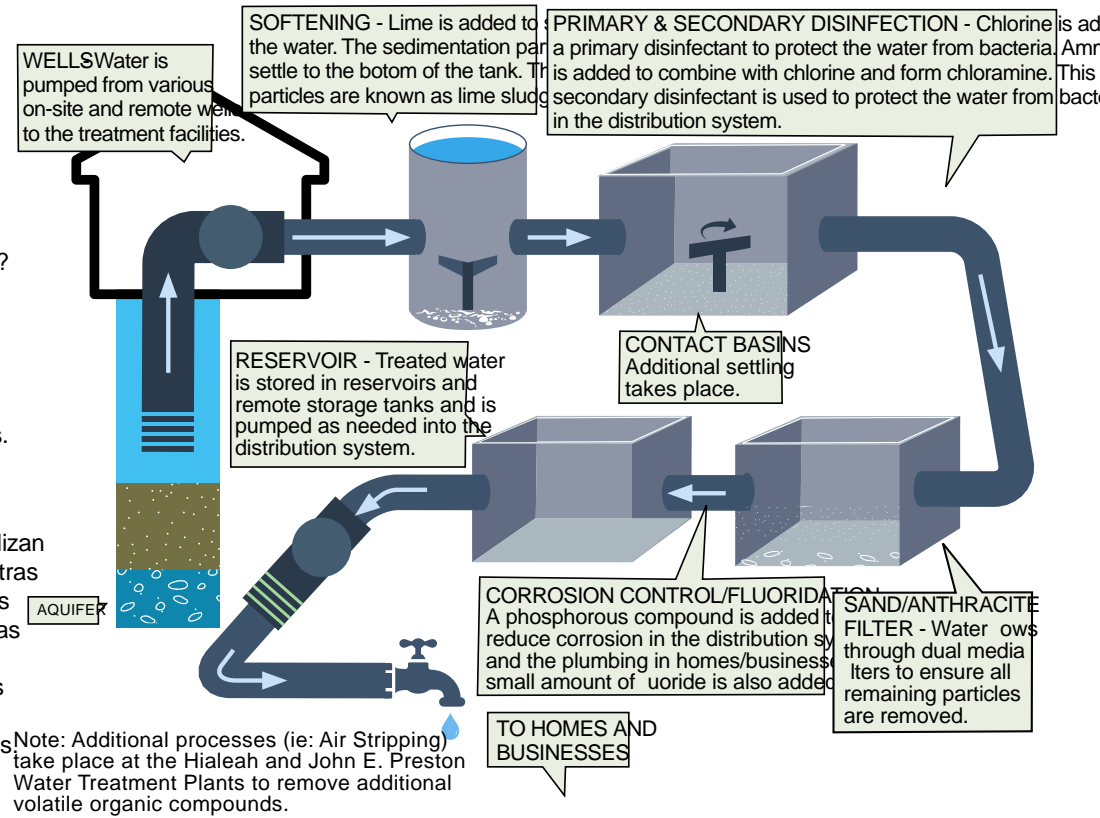 SOFTENING - Lime is added to
the water. The sedimentation par
settle to the botom of the tank. Th
particles are known as lime sludg
PRIMARY & SECONDARY DISINFECTION - Chlorine is ad
a primary disinfectant to protect the water from bacteria. Amm
is added to combine with chlorine and form chloramine. This
secondary disinfectant is used to protect the water from bacte
in the distribution system.
WELLS-Water is
pumped from various
on-site and remote wells
to the treatment facilities.
?
CONTACT BASINS
Additional settling
takes place.
RESERVOIR - Treated water
is stored in reservoirs and
remote storage tanks and is
pumped as needed into the
distribution system.
s.
lizan
tras
s
as
s
s.
AQUIFER
CORROSION CONTROL/FLUORIDATION
A phosphorous compound is added to
reduce corrosion in the distribution sy
and the plumbing in homes/businesse
small amount of uoride is also added
SAND/ANTHRACITE
FILTER - Water ows
through dual media
lters to ensure all
remaining particles
are removed.
TO HOMES AND
BUSINESSES
Note: Additional processes (ie: Air Stripping)
take place at the Hialeah and John E. Preston
Water Treatment Plants to remove additional
volatile organic compounds.